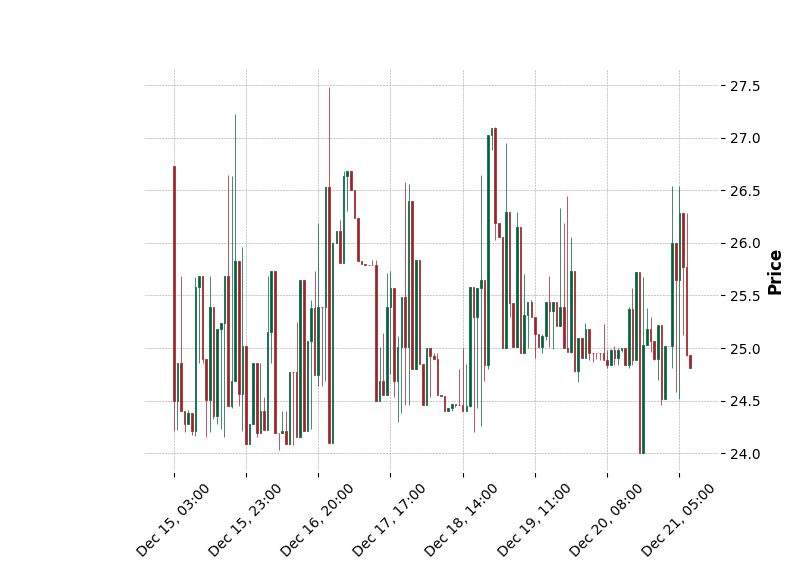 27.5
27.0
26.5
26.0
25.5
25.0
24.5
24.0
Price
Dec 15, 03:00
Dec 15, 23:00
Dec 16, 20:00
Dec 17, 17:00
Dec 18, 14:00
Dec 19, 11:00
Dec 20, 08:00
Dec 21, 05:00